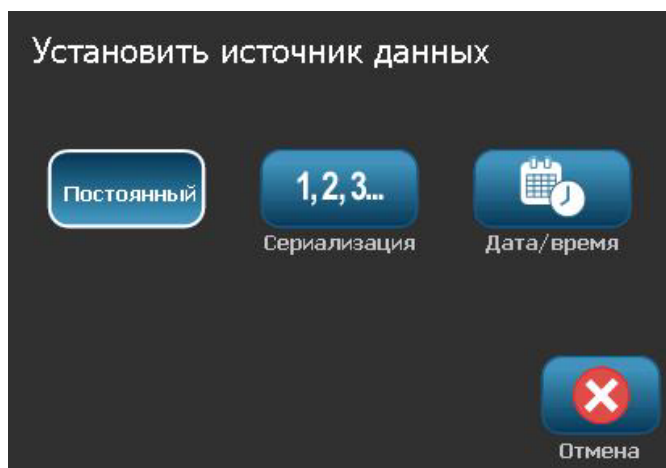 Установить источник данных
Постоянный
1, 2, 3...
Сериализация
Дата/время
Отмена